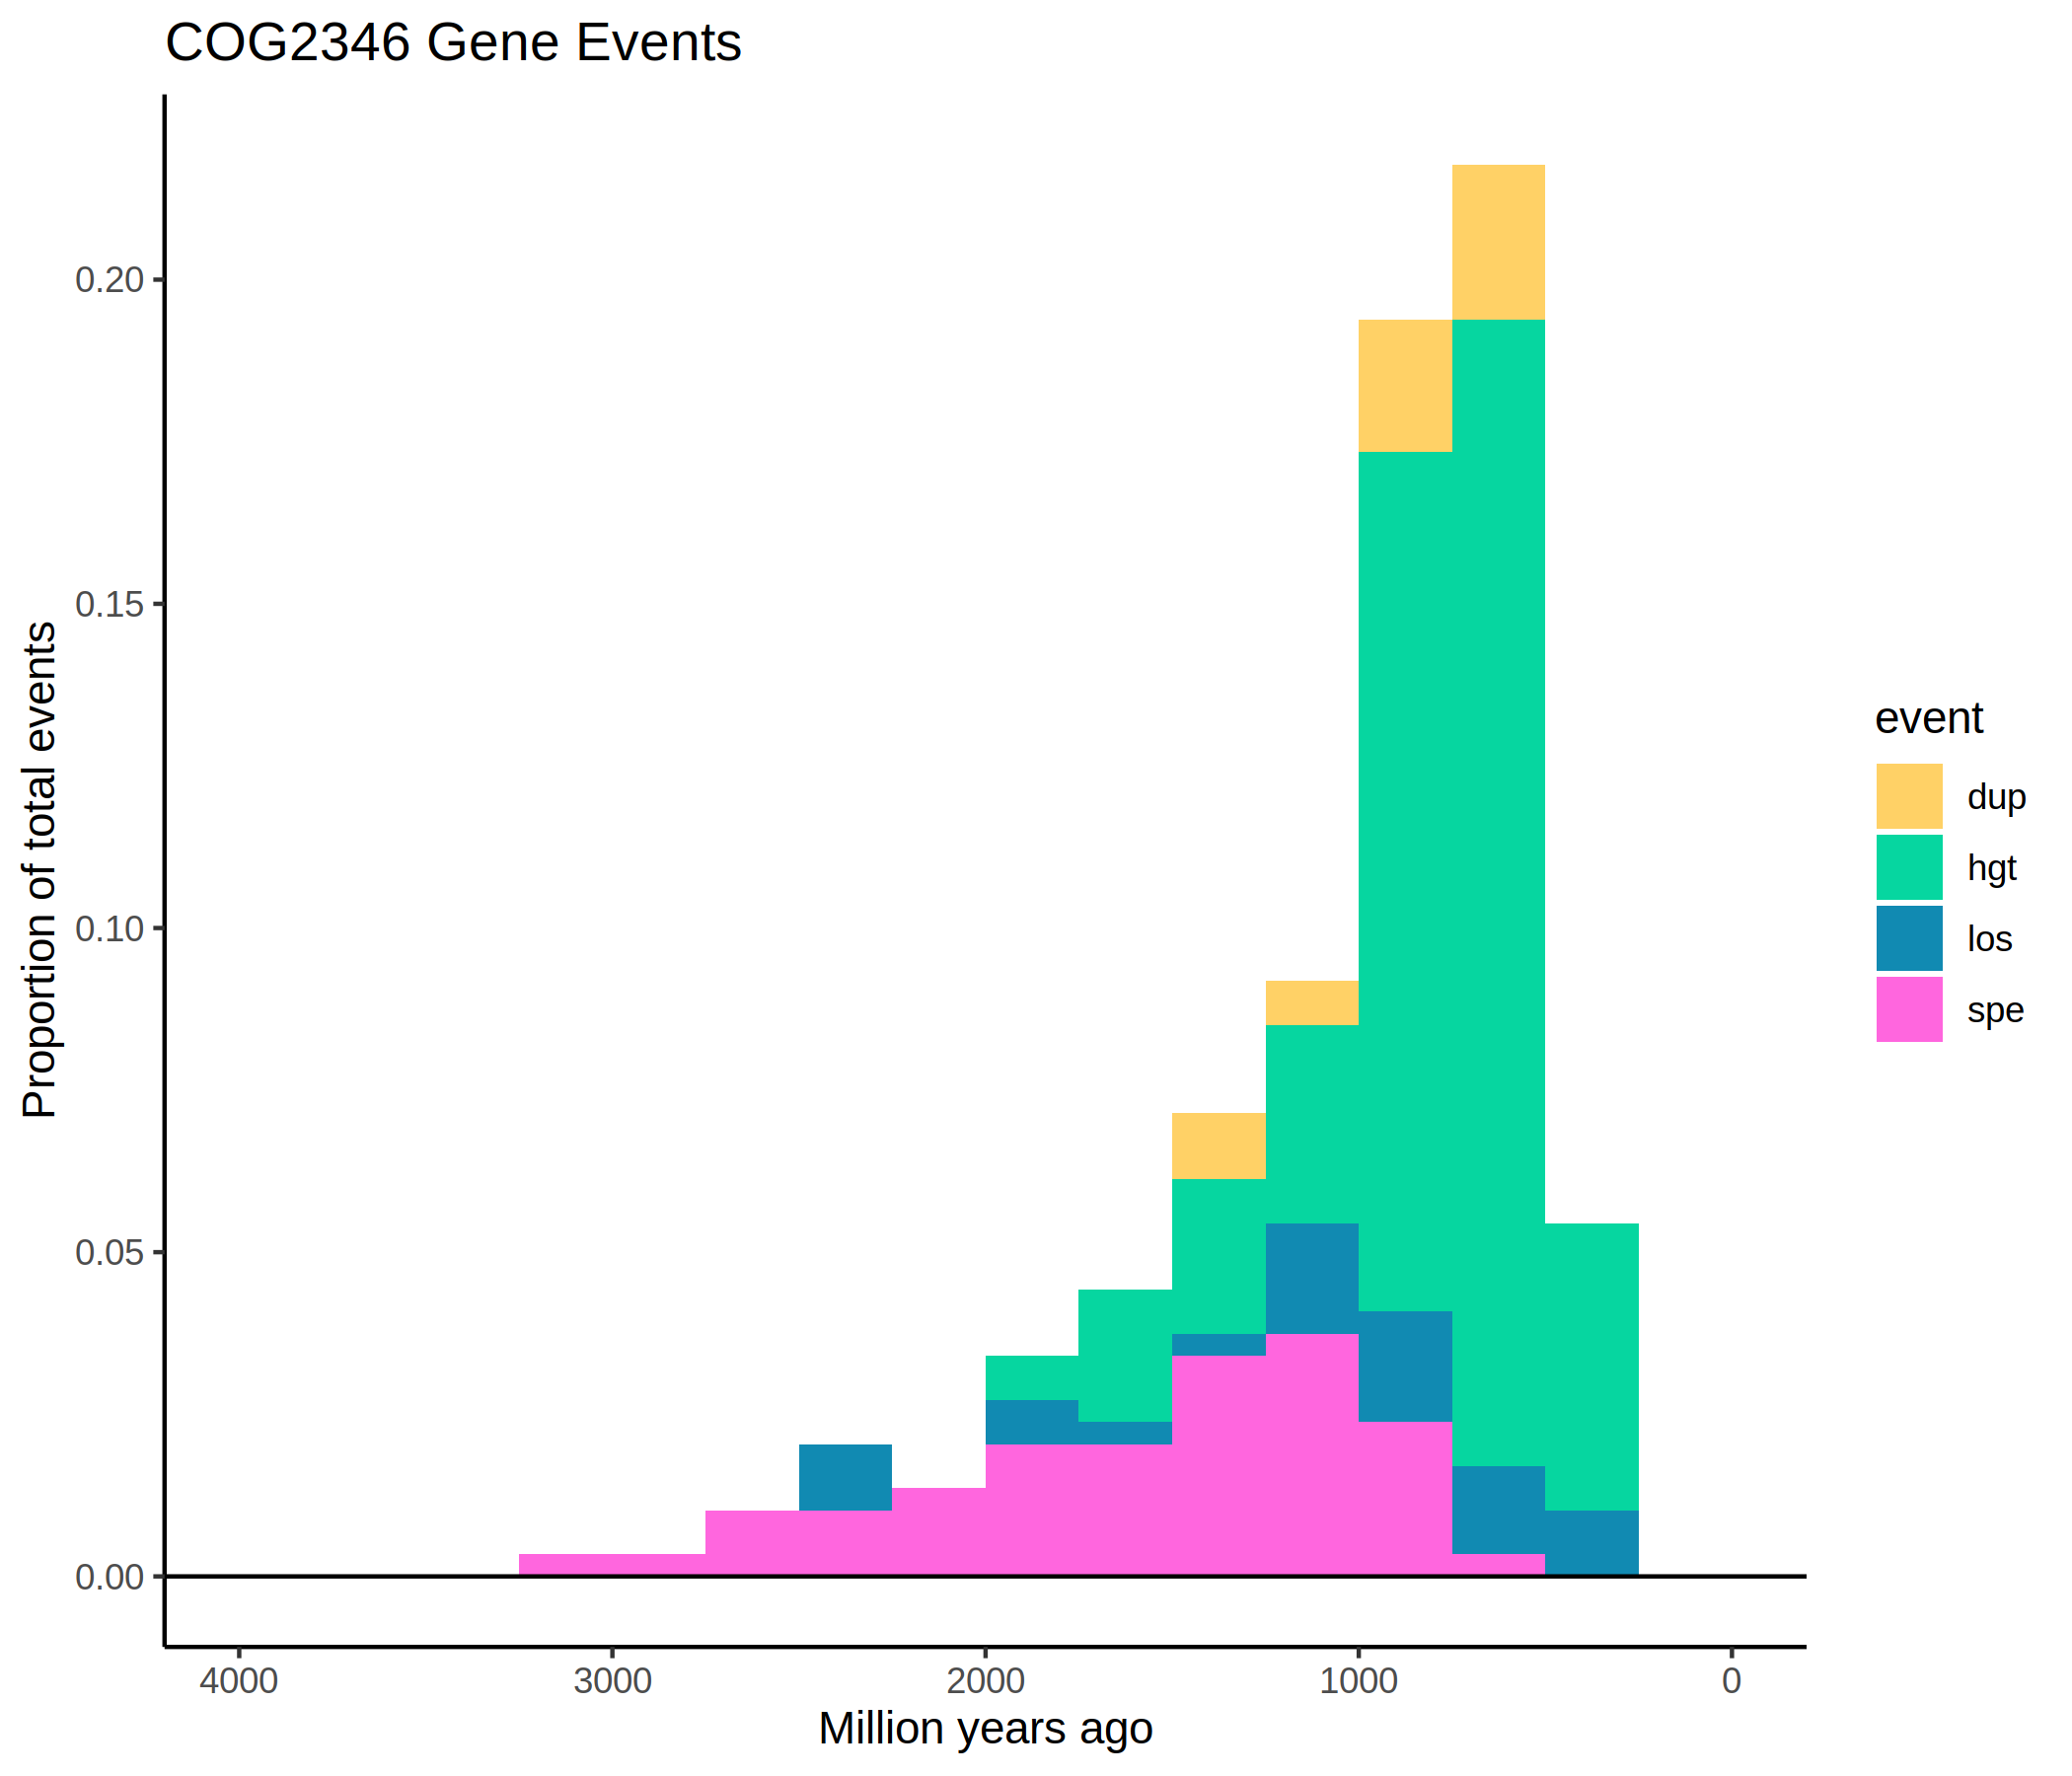 COG2346 Gene Events
Proportion of total events
0.20
0.15
0.10
0.05
0.00
4000 3000 2000 1000 0
Million years ago
event
dup
hgt
los
spe